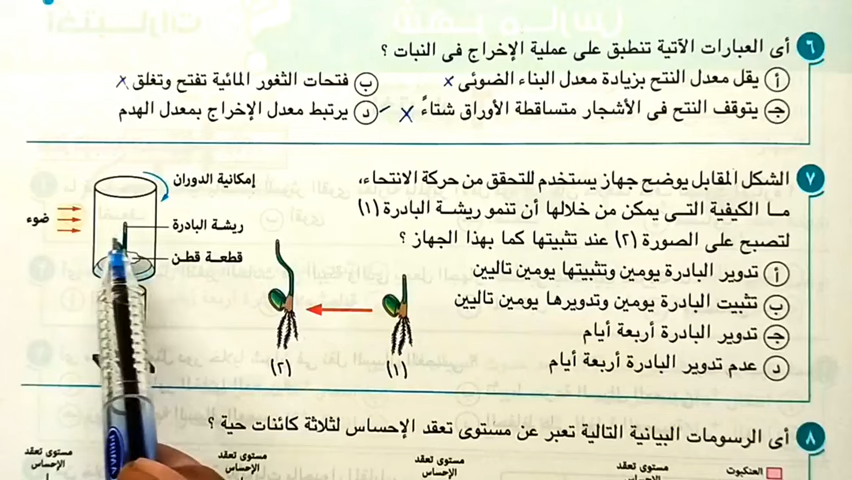 ٦ أى العبارات الآتية تنطبق على عملية الإخراج فى النبات ؟
أ يقل معدل النتح بزيادة معدل البناء الضوئى
ب فتحات الثغور المائية تفتح وتغلق
جـ يتوقف النتح فى الأشجار متساقطة الأوراق شتاءً
د يرتبط معدل الإخراج بمعدل الهدم
٧ الشكل المقابل يوضح جهاز يستخدم للتحقق من حركة الانتحاء،
ما الكيفية التى يمكن من خلالها أن تنمو ريشة البادرة (١)
لتصبح على الصورة (٢) عند تثبيتها كما بهذا الجهاز ؟
أ تدوير البادرة يومين وتثبيتها يومين تاليين
ب تثبيت البادرة يومين وتدويرها يومين تاليين
جـ تدوير البادرة أربعة أيام
د عدم تدوير البادرة أربعة أيام
إمكانية الدوران
ضوء
ريشة البادرة
قطعة قطن
(١)
(٢)
٨ أى الرسومات البيانية التالية تعبر عن مستوى تعقد الإحساس لثلاثة كائنات حية ؟
العنكبوت
مستوى تعقد
الإحساس
مستوى تعقد
الإحساس
مستوى تعقد
الإحساس
مستوى تعقد
الإحساس
PRIMA